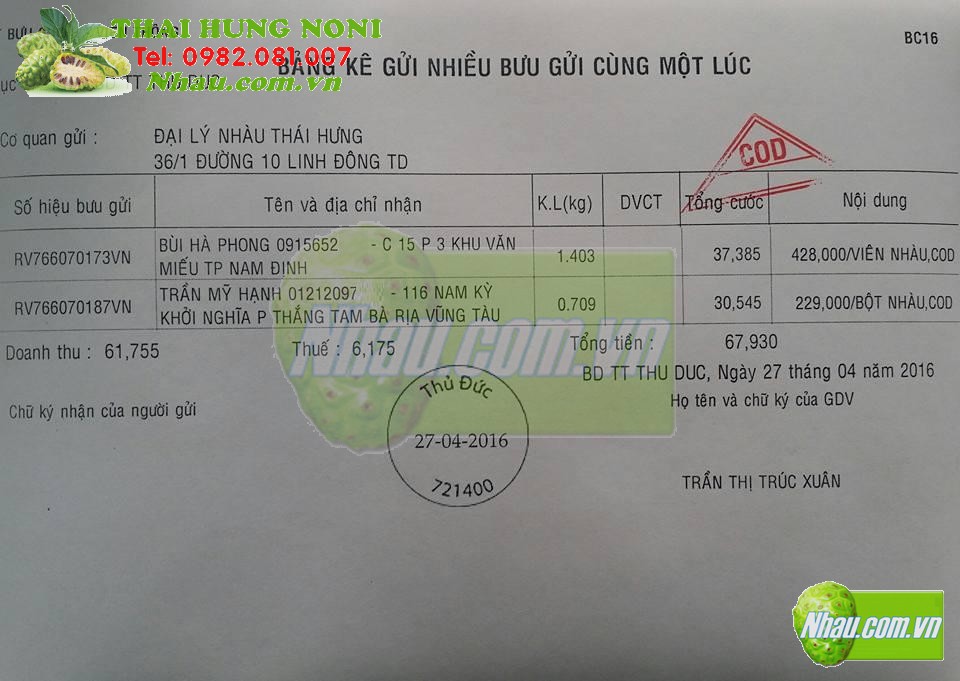 THAI HUNG NONI
Tel: 0982.081.007
Nhau.com.vn
BC16
BẢNG KÊ GỬI NHIỀU BƯU GỬI CÙNG MỘT LÚC
Cơ quan gửi : ĐẠI LÝ NHÀU THÁI HƯNG
36/1 ĐƯỜNG 10 LINH ĐÔNG TD
COD
Số hiệu bưu gửi Tên và địa chỉ nhận K.L(kg) DVCT Tổng cước Nội dung
RV766070173VN BÙI HÀ PHONG 0915652 - C 15 P 3 KHU VĂN MIẾU TP NAM ĐỊNH 1.403 37,385 428,000/VIÊN NHÀU,COD
RV766070187VN TRẦN MỸ HẠNH 01212097 - 116 NAM KỲ KHỞI NGHĨA P THẮNG TAM BÀ RỊA VŨNG TÀU 0.709 30,545 229,000/BỘT NHÀU,COD
Doanh thu : 61,755 Thuế : 6,175 Tổng tiền : 67,930
Nhau.com.vn
BD TT THU DUC, Ngày 27 tháng 04 năm 2016
Chữ ký nhận của người gửi Họ tên và chữ ký của GDV
Thủ Đức
27-04-2016
721400
TRẦN THỊ TRÚC XUÂN
Nhau.com.vn